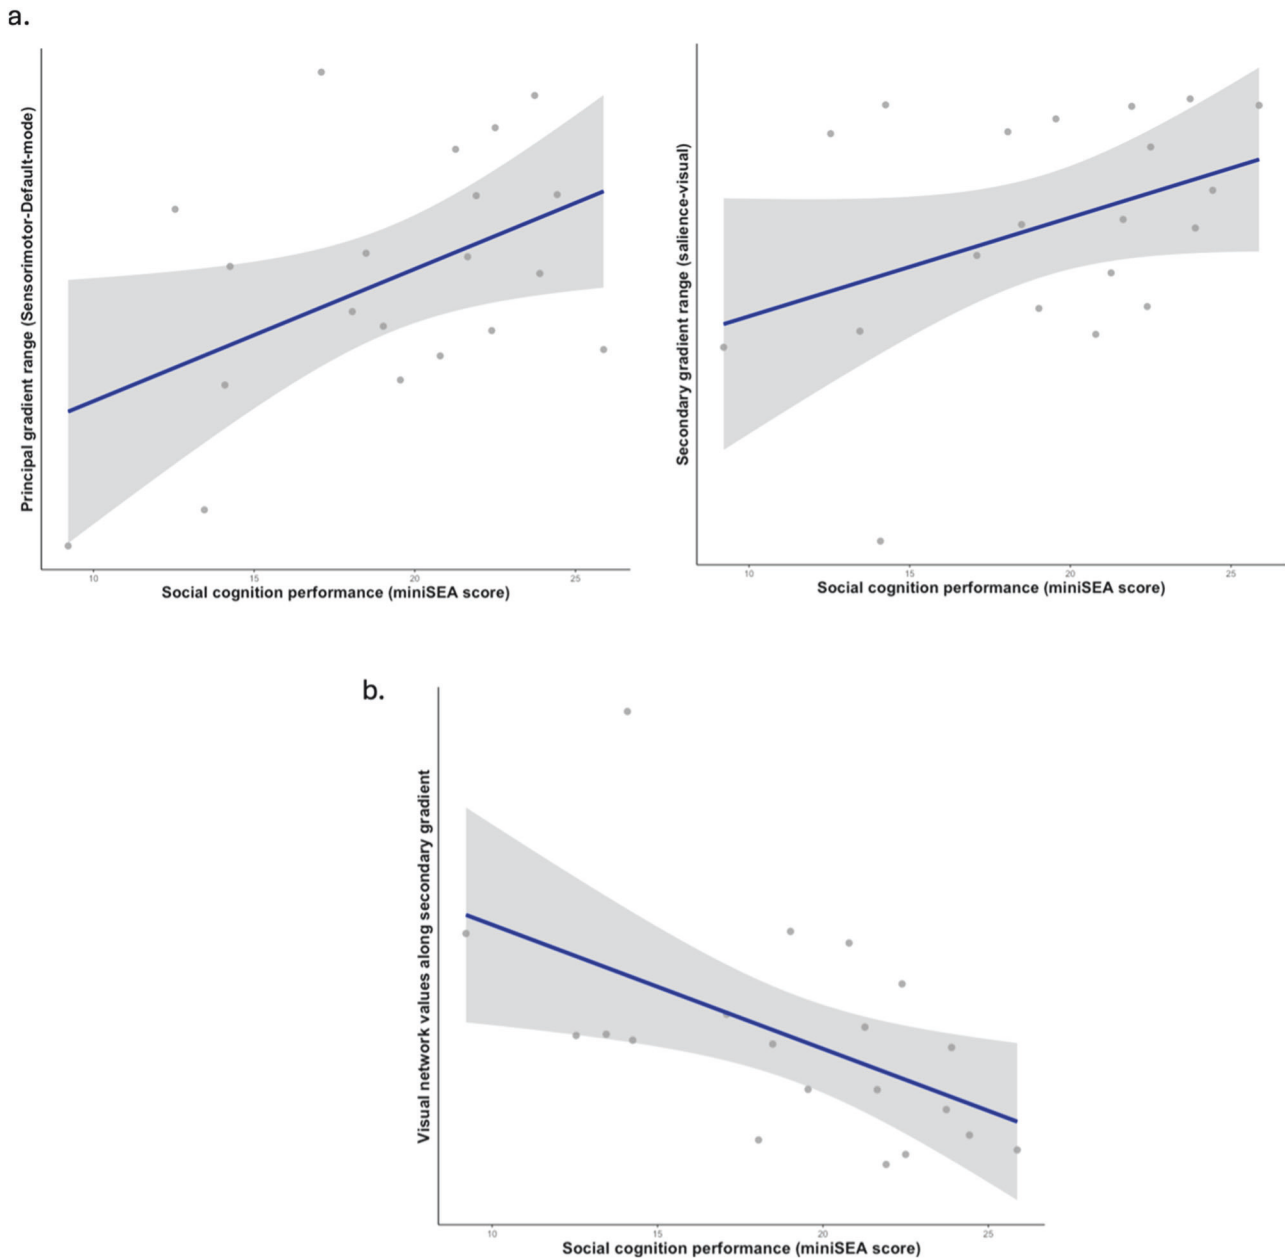 a.
Principal gradient range (Sensorimotor-Default-mode)
10 15 20 25
Social cognition performance (miniSEA score)
Secondary gradient range (salience-visual)
10 15 20 25
Social cognition performance (miniSEA score)
b.
Visual network values along secondary gradient
10 15 20 25
Social cognition performance (miniSEA score)